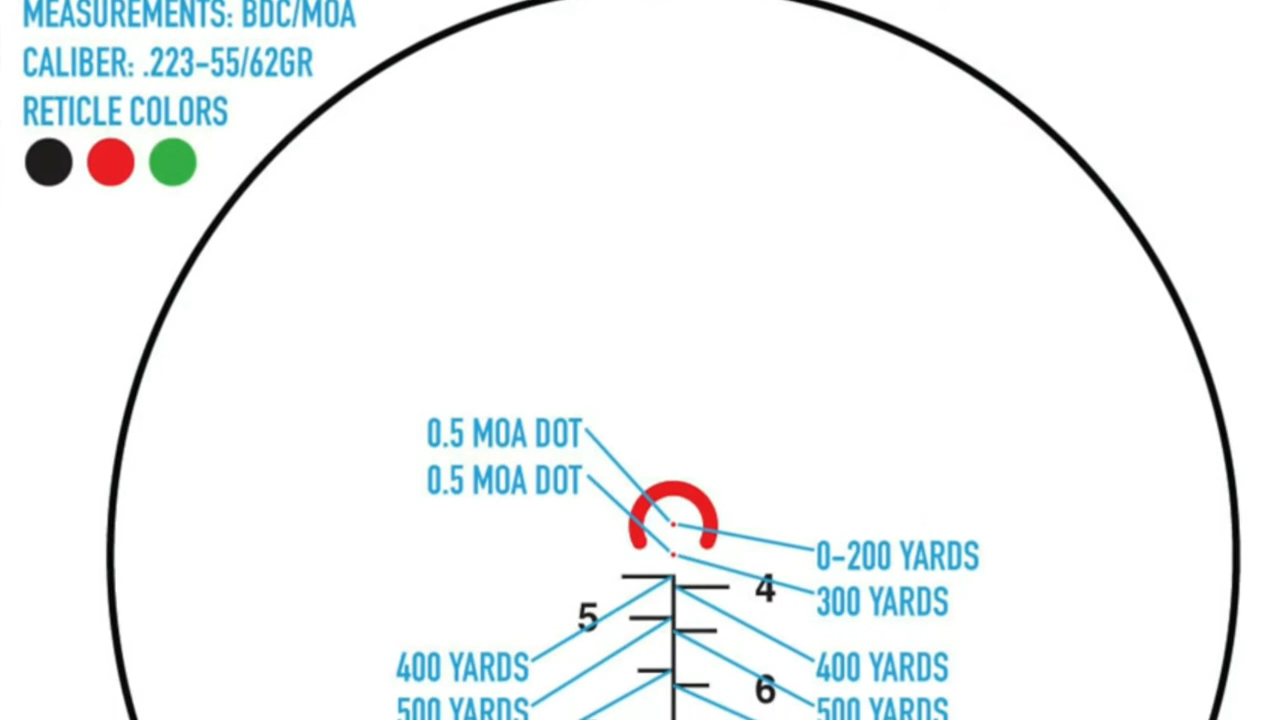 MEASUREMENTS: BDC/MOA
CALIBER: .223-55/62GR
RETICLE COLORS
0.5 MOA DOT
0.5 MOA DOT
0-200 YARDS
4
300 YARDS
5
400 YARDS
400 YARDS
6
500 YARDS
500 YARDS